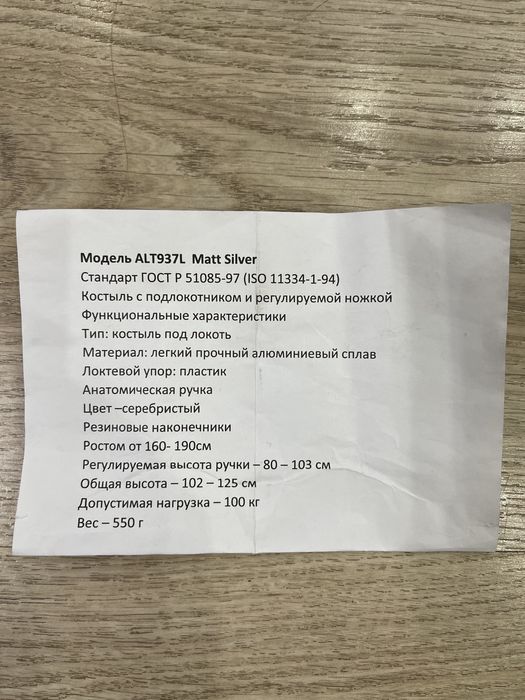 Модель ALT937L Matt Silver
Стандарт ГОСТ Р 51085-97 (ISO 11334-1-94)
Костыль с подлокотником и регулируемой ножкой
Функциональные характеристики
Тип: костыль под локоть
Материал: легкий прочный алюминиевый сплав
Локтевой упор: пластик
Анатомическая ручка
Цвет –серебристый
Резиновые наконечники
Ростом от 160- 190см
Регулируемая высота ручки – 80 – 103 см
Общая высота – 102 – 125 см
Допустимая нагрузка – 100 кг
Вес – 550 г